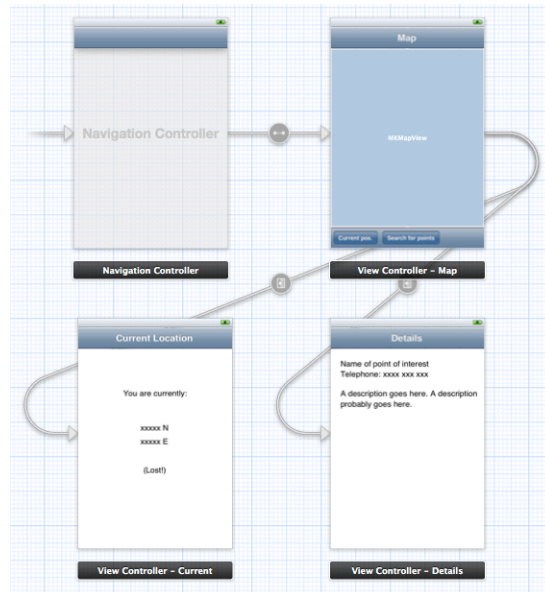 Map
Navigation Controller
MKMapView
Current pos.
Search for points
Navigation Controller
View Controller - Map
Current Location
You are currently:
xxxxx N
xxxxx E
(Lost!)
Details
Name of point of interest
Telephone: xxxx xxx xxx
A description goes here. A description
probably goes here.
View Controller - Current
View Controller - Details